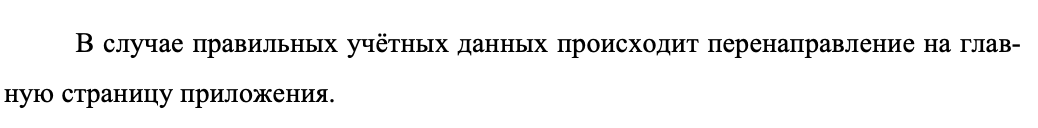 В случае правильных учётных данных происходит перенаправление на глав-
ную страницу приложения.